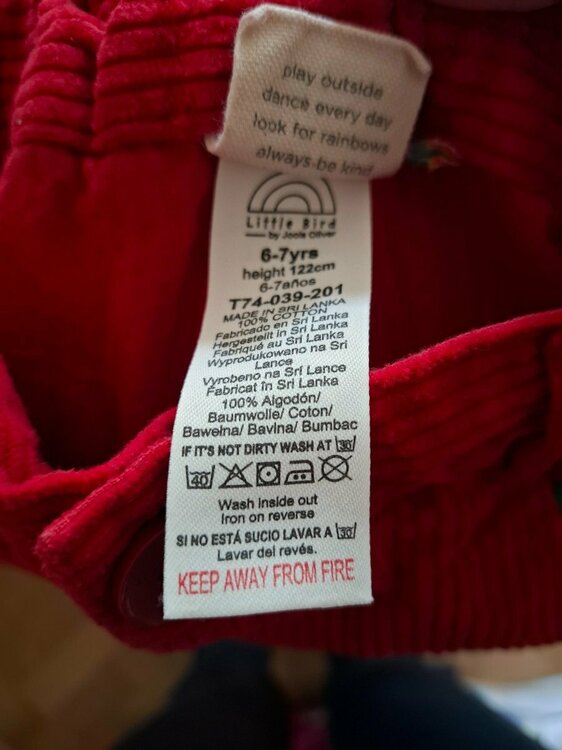 play outside
dance every day
look for rainbows
always be kind
Little Bird
by Jools Oliver
6-7yrs
height 122cm
6-7años
T74-039-201
MADE IN SRI LANKA
100% COTTON
Fabricado en Sri Lanka
Hergestellt in Sri Lanka
Fabriqué au Sri Lanka
Wyprodukowano na Sri
Lance
Vyrobeno na Srí Lance
Fabricat în Sri Lanka
100% Algodón/
Baumwolle/ Coton/
Bawełna/ Bavlna/ Bumbac
IF IT'S NOT DIRTY WASH AT 30
40
Wash inside out
Iron on reverse
SI NO ESTÁ SUCIO LAVAR A 30
Lavar del revés.
KEEP AWAY FROM FIRE